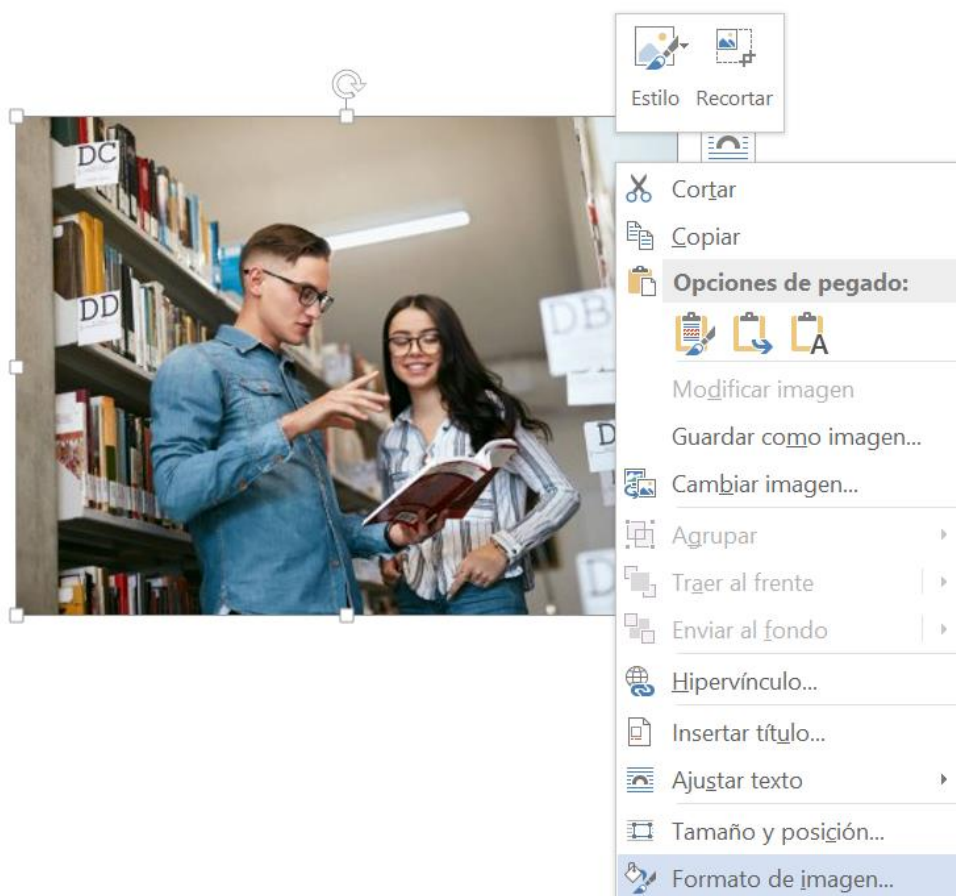 Estilo Recortar
DC
DD
DB
D
D
Cortar
Copiar
Opciones de pegado:
A
Modificar imagen
Guardar como imagen...
Cambiar imagen...
Agrupar
Traer al frente
Enviar al fondo
Hipervínculo...
Insertar título...
Ajustar texto
Tamaño y posición...
Formato de imagen...